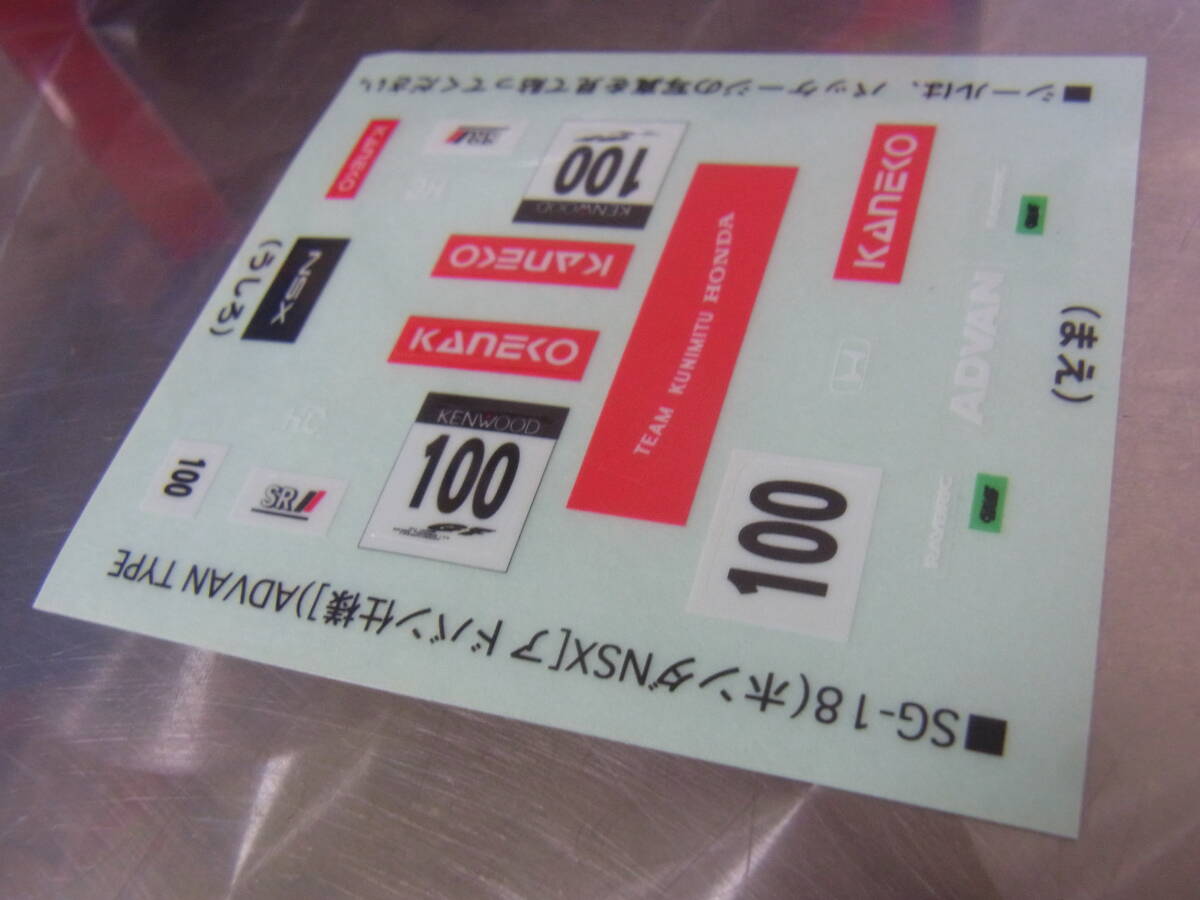 ■SG-18(ホンダNSX[アドバン仕様])ADVAN TYPE
100
SR
KENWOOD
100
100
KANEKO
KANEKO
TEAM KUNIMITU HONDA
NSX
(うしろ)
KANEKO
SR
KENWOOD
100
KANEKO
ADVAN
(まえ)
■シールは、パッケージの写真を見て貼ってください